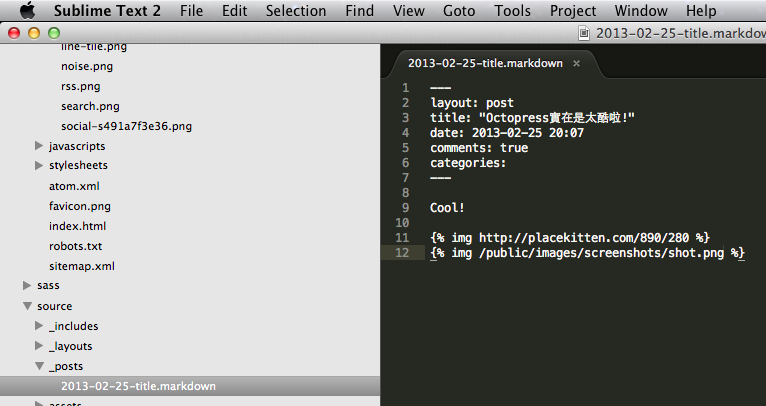 Sublime Text 2 File Edit Selection Find View Goto Tools Project Window Help
2013-02-25-title.markdown
line-tile.png
noise.png
rss.png
search.png
social-s491a7f3e36.png
javascripts
stylesheets
atom.xml
favicon.png
index.html
robots.txt
sitemap.xml
sass
source
_includes
_layouts
_posts
2013-02-25-title.markdown
assets
2013-02-25-title.markdown ×
1 ---
2 layout: post
3 title: "Octopress實在是太酷啦!"
4 date: 2013-02-25 20:07
5 comments: true
6 categories:
7 ---
8
9 Cool!
10
11 {% img http://placekitten.com/890/280 %}
12 {% img /public/images/screenshots/shot.png %}